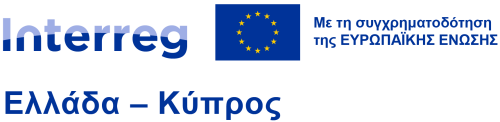 Interreg
Με τη συγχρηματοδότηση
της ΕΥΡΩΠΑΪΚΗΣ ΕΝΩΣΗΣ
Ελλάδα – Κύπρος